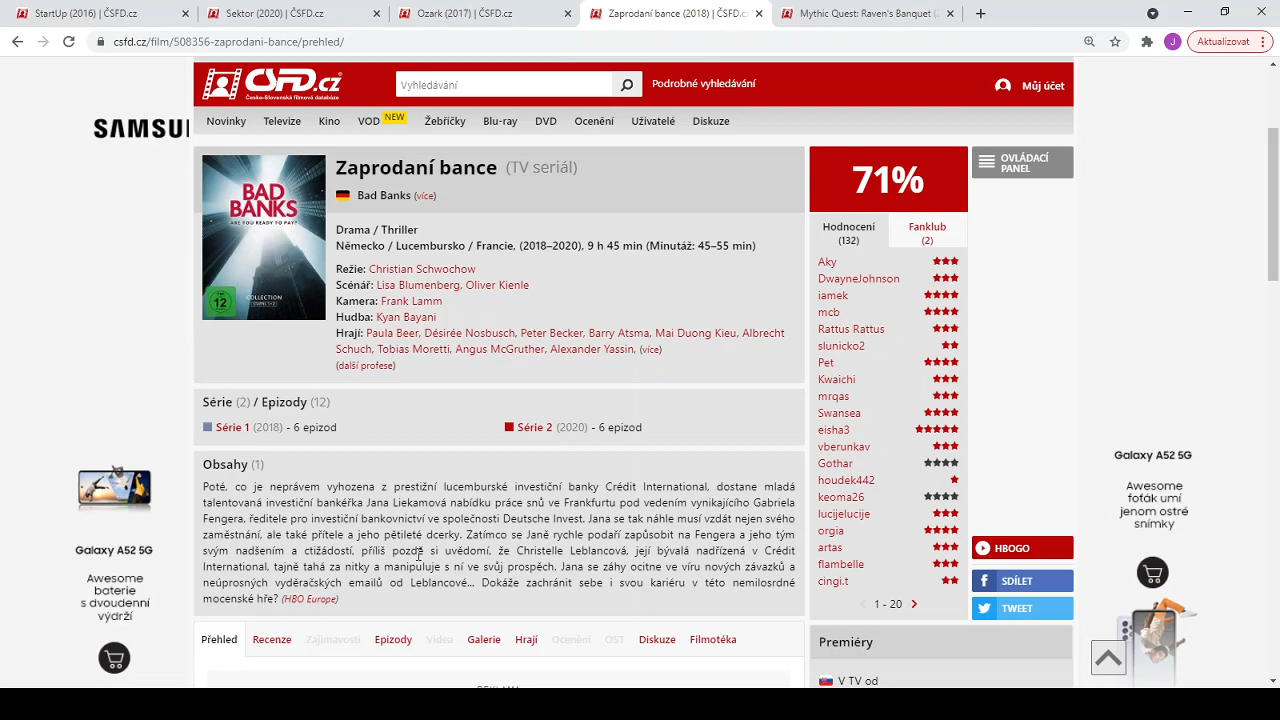 StartUp (2016) | ČSFD.cz
Sektor (2020) | ČSFD.cz
Ozark (2017) | ČSFD.cz
Zaprodaní bance (2018) | ČSFD.cz
Mythic Quest: Raven's Banquet (2
csfd.cz/film/508356-zaprodani-bance/prehled/
J
Aktualizovat
ČSFD.cz
Česko-Slovenská filmová databáze
Vyhledávání
Podrobné vyhledávání
Můj účet
Novinky
Televize
Kino
VOD
NEW
Žebříčky
Blu-ray
DVD
Ocenění
Uživatelé
Diskuze
SAMSU
BAD
BANKS
ARE YOU READY TO PAY?
12
COLLECTION
Zaprodaní bance (TV seriál)
Bad Banks (více)
Drama / Thriller
Německo / Lucembursko / Francie, (2018–2020), 9 h 45 min (Minutáž: 45–55 min)
Režie: Christian Schwochow
Scénář: Lisa Blumenberg, Oliver Kienle
Kamera: Frank Lamm
Hudba: Kyan Bayani
Hrají: Paula Beer, Désirée Nosbusch, Peter Becker, Barry Atsma, Mai Duong Kieu, Albrecht
Schuch, Tobias Moretti, Angus McGruther, Alexander Yassin, (více)
(další profese)
Série (2) / Epizody (12)
Série 1 (2018) - 6 epizod
Série 2 (2020) - 6 epizod
Obsahy (1)
Poté, co je neprávem vyhozena z prestižní lucemburské investiční banky Crédit International, dostane mladá
talentovaná investiční bankéřka Jana Liekamová nabídku práce snů ve Frankfurtu pod vedením vynikajícího Gabriela
Fengera, ředitele pro investiční bankovnictví ve společnosti Deutsche Invest. Jana se tak náhle musí vzdát nejen svého
zaměstnání, ale také přítele a jeho pětileté dcerky. Zatímco se Janě rychle podaří zapůsobit na Fengera a jeho tým
svým nadšením a ctižádostí, příliš pozdě si uvědomí, že Christelle Leblancová, její bývalá nadřízená v Crédit
International, tajně tahá za nitky a manipuluje s ní ve svůj prospěch. Jana se záhy ocitne ve víru nových závazků a
neúprosných vyděračských emailů od Leblancové... Dokáže zachránit sebe i svou kariéru v této nemilosrdné
mocenské hře? (HBO Europe)
Přehled
Recenze
Zajímavosti
Epizody
Videa
Galerie
Hrají
Ocenění
OST
Diskuze
Filmotéka
71%
Hodnocení
(132)
Fanklub
(2)
Aky
DwayneJohnson
iamek
mcb
Rattus Rattus
slunicko2
Pet
Kwaichi
mrqas
Swansea
eisha3
vberunkav
Gothar
houdek442
keoma26
lucijelucije
orgia
artas
flambelle
cingi.t
1 - 20
Premiéry
V TV od
OVLÁDACÍ
PANEL
HBOGO
SDÍLET
TWEET
Galaxy A52 5G
Awesome
baterie
s dvoudenní
výdrží
Galaxy A52 5G
Awesome
foťák umí
jenom ostré
snímky